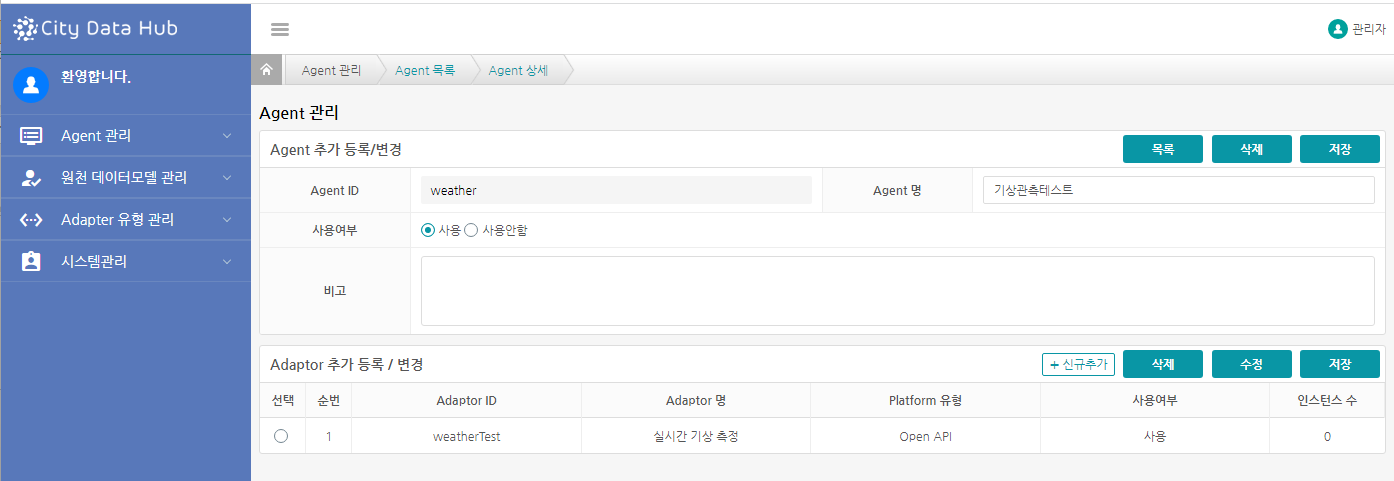 City Data Hub
관리자
환영합니다.
Agent 관리
원천 데이터모델 관리
Adapter 유형 관리
시스템관리
Agent 관리 Agent 목록 Agent 상세
Agent 관리
Agent 추가 등록/변경 목록 삭제 저장
Agent ID weather Agent 명 기상관측테스트
사용여부 사용 사용안함
비고
Adaptor 추가 등록 / 변경 + 신규추가 삭제 수정 저장
선택 순번 Adaptor ID Adaptor 명 Platform 유형 사용여부 인스턴스 수
1 weatherTest 실시간 기상 측정 Open API 사용 0